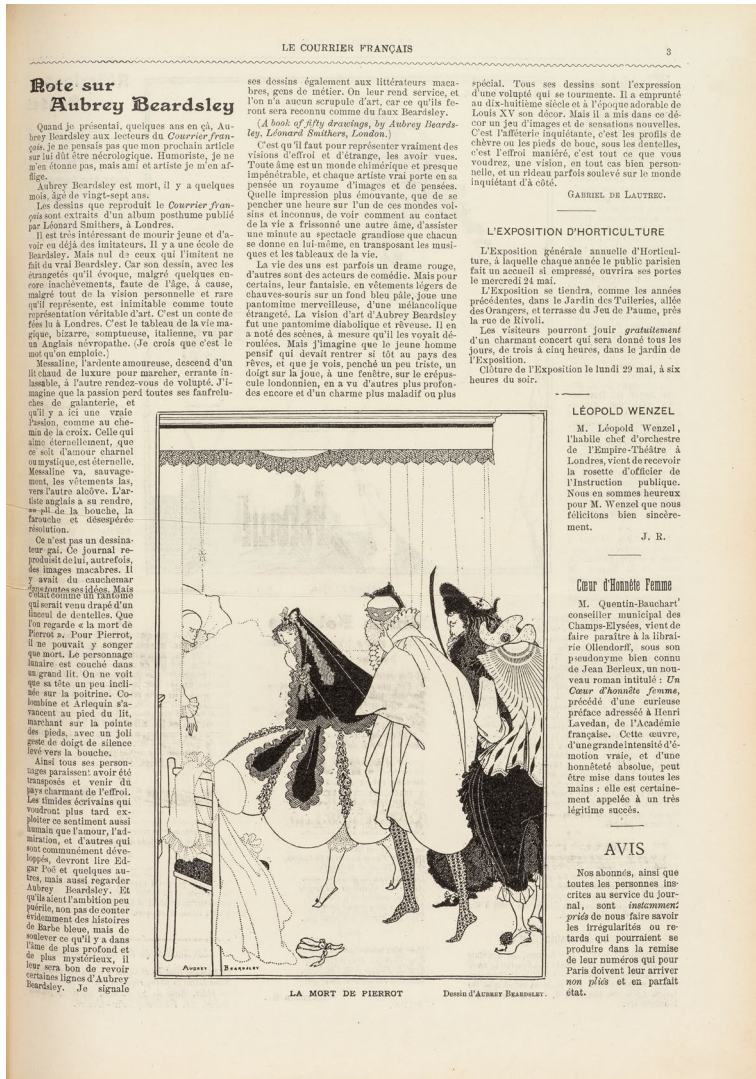 LE COURRIER FRANÇAIS
3
Note sur
Aubrey Beardsley
Quand je présentai, quelques ans en çà, Au-
brey Beardsley aux lecteurs du Courrier fran-
çais, je ne pensais pas que mon prochain article
sur lui dût être nécrologique. Humoriste, je ne
m'en étonne pas, mais ami et artiste je m'en af-
flige.
Aubrey Beardsley est mort, il y a quelques
mois, âgé de vingt-sept ans.
Les dessins que reproduit le Courrier fran-
çais sont extraits d'un album posthume publié
par Léonard Smithers, à Londres.
Il est très intéressant de mourir jeune et d'a-
voir eu déjà des imitateurs. Il y a une école de
Beardsley. Mais nul de ceux qui l'imitent ne
fait du vrai Beardsley. Car son dessin, avec les
étrangetés qu'il évoque, malgré quelques en-
core inachèvements, faute de l'âge, à cause,
malgré tout de la vision personnelle et rare
qu'il représente, est inimitable comme toute
représentation véritable d'art. C'est un conte de
fées lu à Londres. C'est le tableau de la vie ma-
gique, bizarre, somptueuse, italienne, vu par
un Anglais névropathe. (Je crois que c'est le
mot qu'on emploie.)
Messaline, l'ardente amoureuse, descend d'un
lit chaud de luxure pour marcher, errante in-
lassable, à l'autre rendez-vous de volupté. J'i-
magine que la passion perd toutes ses fanfrelu-
ches de galanterie, et
qu'il y a ici une vraie
Passion, comme au che-
min de la croix. Celle qui
aime éternellement, que
ce soit d'amour charnel
ou mystique, est éternelle.
Messaline va, sauvage-
ment, les vêtements las,
vers l'autre alcôve. L'ar-
tiste anglais a su rendre,
au pli de la bouche, la
farouche et désespérée
résolution.
Ce n'est pas un dessina-
teur gai. Ce journal re-
produisit de lui, autrefois,
des images macabres. Il
y avait du cauchemar
dans toutes ses idées. Mais
c'était comme un fantôme
qui serait venu drapé d'un
linceul de dentelles. Que
l'on regarde « la mort de
Pierrot ». Pour Pierrot,
il ne pouvait y songer
que mort. Le personnage
lunaire est couché dans
un grand lit. On ne voit
que sa tête un peu incli-
née sur la poitrine. Co-
lombine et Arlequin s'a-
vancent au pied du lit,
marchant sur la pointe
des pieds, avec un joli
geste de doigt de silence
levé vers la bouche.
Ainsi tous ses person-
nages paraissent avoir été
transposés et venir du
pays charmant de l'effroi.
Les timides écrivains qui
voudront plus tard ex-
ploiter ce sentiment aussi
humain que l'amour, l'ad-
miration, et d'autres qui
sont communément déve-
loppés, devront lire Ed-
gar Poë et quelques au-
tres, mais aussi regarder
Aubrey Beardsley. Et
qu'ils aient l'ambition peu
puérile, non pas de conter
évidemment des histoires
de Barbe bleue, mais de
soulever ce qu'il y a dans
l'âme de plus profond et
de plus mystérieux, il
leur sera bon de revoir
certaines lignes d'Aubrey
Beardsley. Je signale
ses dessins également aux littérateurs maca-
bres, gens de métier. On leur rend service, et
l'on n'a aucun scrupule d'art, car ce qu'ils fe-
ront sera reconnu comme du faux Beardsley.
(A book of fifty drawings, by Aubrey Beards-
ley, Léonard Smithers, London.)
C'est qu'il faut pour représenter vraiment des
visions d'effroi et d'étrange, les avoir vues.
Toute âme est un monde chimérique et presque
impénétrable, et chaque artiste vrai porte en sa
pensée un royaume d'images et de pensées.
Quelle impression plus émouvante, que de se
pencher une heure sur l'un de ces mondes voi-
sins et inconnus, de voir comment au contact
de la vie a frissonné une autre âme, d'assister
une minute au spectacle grandiose que chacun
se donne en lui-même, en transposant les musi-
ques et les tableaux de la vie.
La vie des uns est parfois un drame rouge,
d'autres sont des acteurs de comédie. Mais pour
certains, leur fantaisie, en vêtements légers de
chauves-souris sur un fond bleu pâle, joue une
pantomime merveilleuse, d'une mélancolique
étrangeté. La vision d'art d'Aubrey Beardsley
fut une pantomime diabolique et rêveuse. Il en
a noté des scènes, à mesure qu'il les voyait dé-
roulées. Mais j'imagine que le jeune homme
pensif qui devait rentrer si tôt au pays des
rêves, et que je vois, penché un peu triste, un
doigt sur la joue, à une fenêtre, sur le crépus-
cule londonnien, en a vu d'autres plus profon-
des encore et d'un charme plus maladif ou plus
spécial. Tous ses dessins sont l'expression
d'une volupté qui se tourmente. Il a emprunté
au dix-huitième siècle et à l'époque adorable de
Louis XV son décor. Mais il a mis dans ce dé-
cor un jeu d'images et de sensations nouvelles.
C'est l'afféterie inquiétante, c'est les profils de
chèvre ou les pieds de bouc, sous les dentelles,
c'est l'effroi maniéré, c'est tout ce que vous
voudrez, une vision, en tout cas bien person-
nelle, et un rideau parfois soulevé sur le monde
inquiétant d'à côté.
GABRIEL DE LAUTREC.
L'EXPOSITION D'HORTICULTURE
L'Exposition générale annuelle d'Horticul-
ture, à laquelle chaque année le public parisien
fait un accueil si empressé, ouvrira ses portes
le mercredi 24 mai.
L'Exposition se tiendra, comme les années
précédentes, dans le Jardin des Tuileries, allée
des Orangers, et terrasse du Jeu de Paume, près
la rue de Rivoli.
Les visiteurs pourront jouir gratuitement
d'un charmant concert qui sera donné tous les
jours, de trois à cinq heures, dans le jardin de
l'Exposition.
Clôture de l'Exposition le lundi 29 mai, à six
heures du soir.
LÉOPOLD WENZEL
M. Léopold Wenzel,
l'habile chef d'orchestre
de l'Empire-Théâtre à
Londres, vient de recevoir
la rosette d'officier de
l'Instruction publique.
Nous en sommes heureux
pour M. Wenzel que nous
félicitons bien sincère-
ment.
J. R.
Cœur d'Honnête Femme
M. Quentin-Bauchart
conseiller municipal des
Champs-Elysées, vient de
faire paraître à la librai-
rie Ollendorff, sous son
pseudonyme bien connu
de Jean Berleux, un nou-
veau roman intitulé : Un
Cœur d'honnête femme,
précédé d'une curieuse
préface adressée à Henri
Lavedan, de l'Académie
française. Cette œuvre,
d'une grande intensité d'é-
motion vraie, et d'une
honnêteté absolue, peut
être mise dans toutes les
mains : elle est certaine-
ment appelée à un très
légitime succès.
AVIS
Nos abonnés, ainsi que
toutes les personnes ins-
crites au service du jour-
nal, sont instamment
priés de nous faire savoir
les irrégularités ou re-
tards qui pourraient se
produire dans la remise
de leur numéros qui pour
Paris doivent leur arriver
non pliés et en parfait
état.
AUBREY BEARDSLEY
LA MORT DE PIERROT
Dessin d'AUBREY BEARDSLEY.